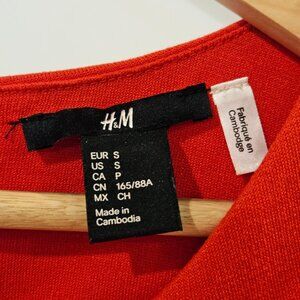 H&M
EUR S
US S
CA P
CN 165/88A
MX CH
Made in
Cambodia
Fabriqué en
Cambodge